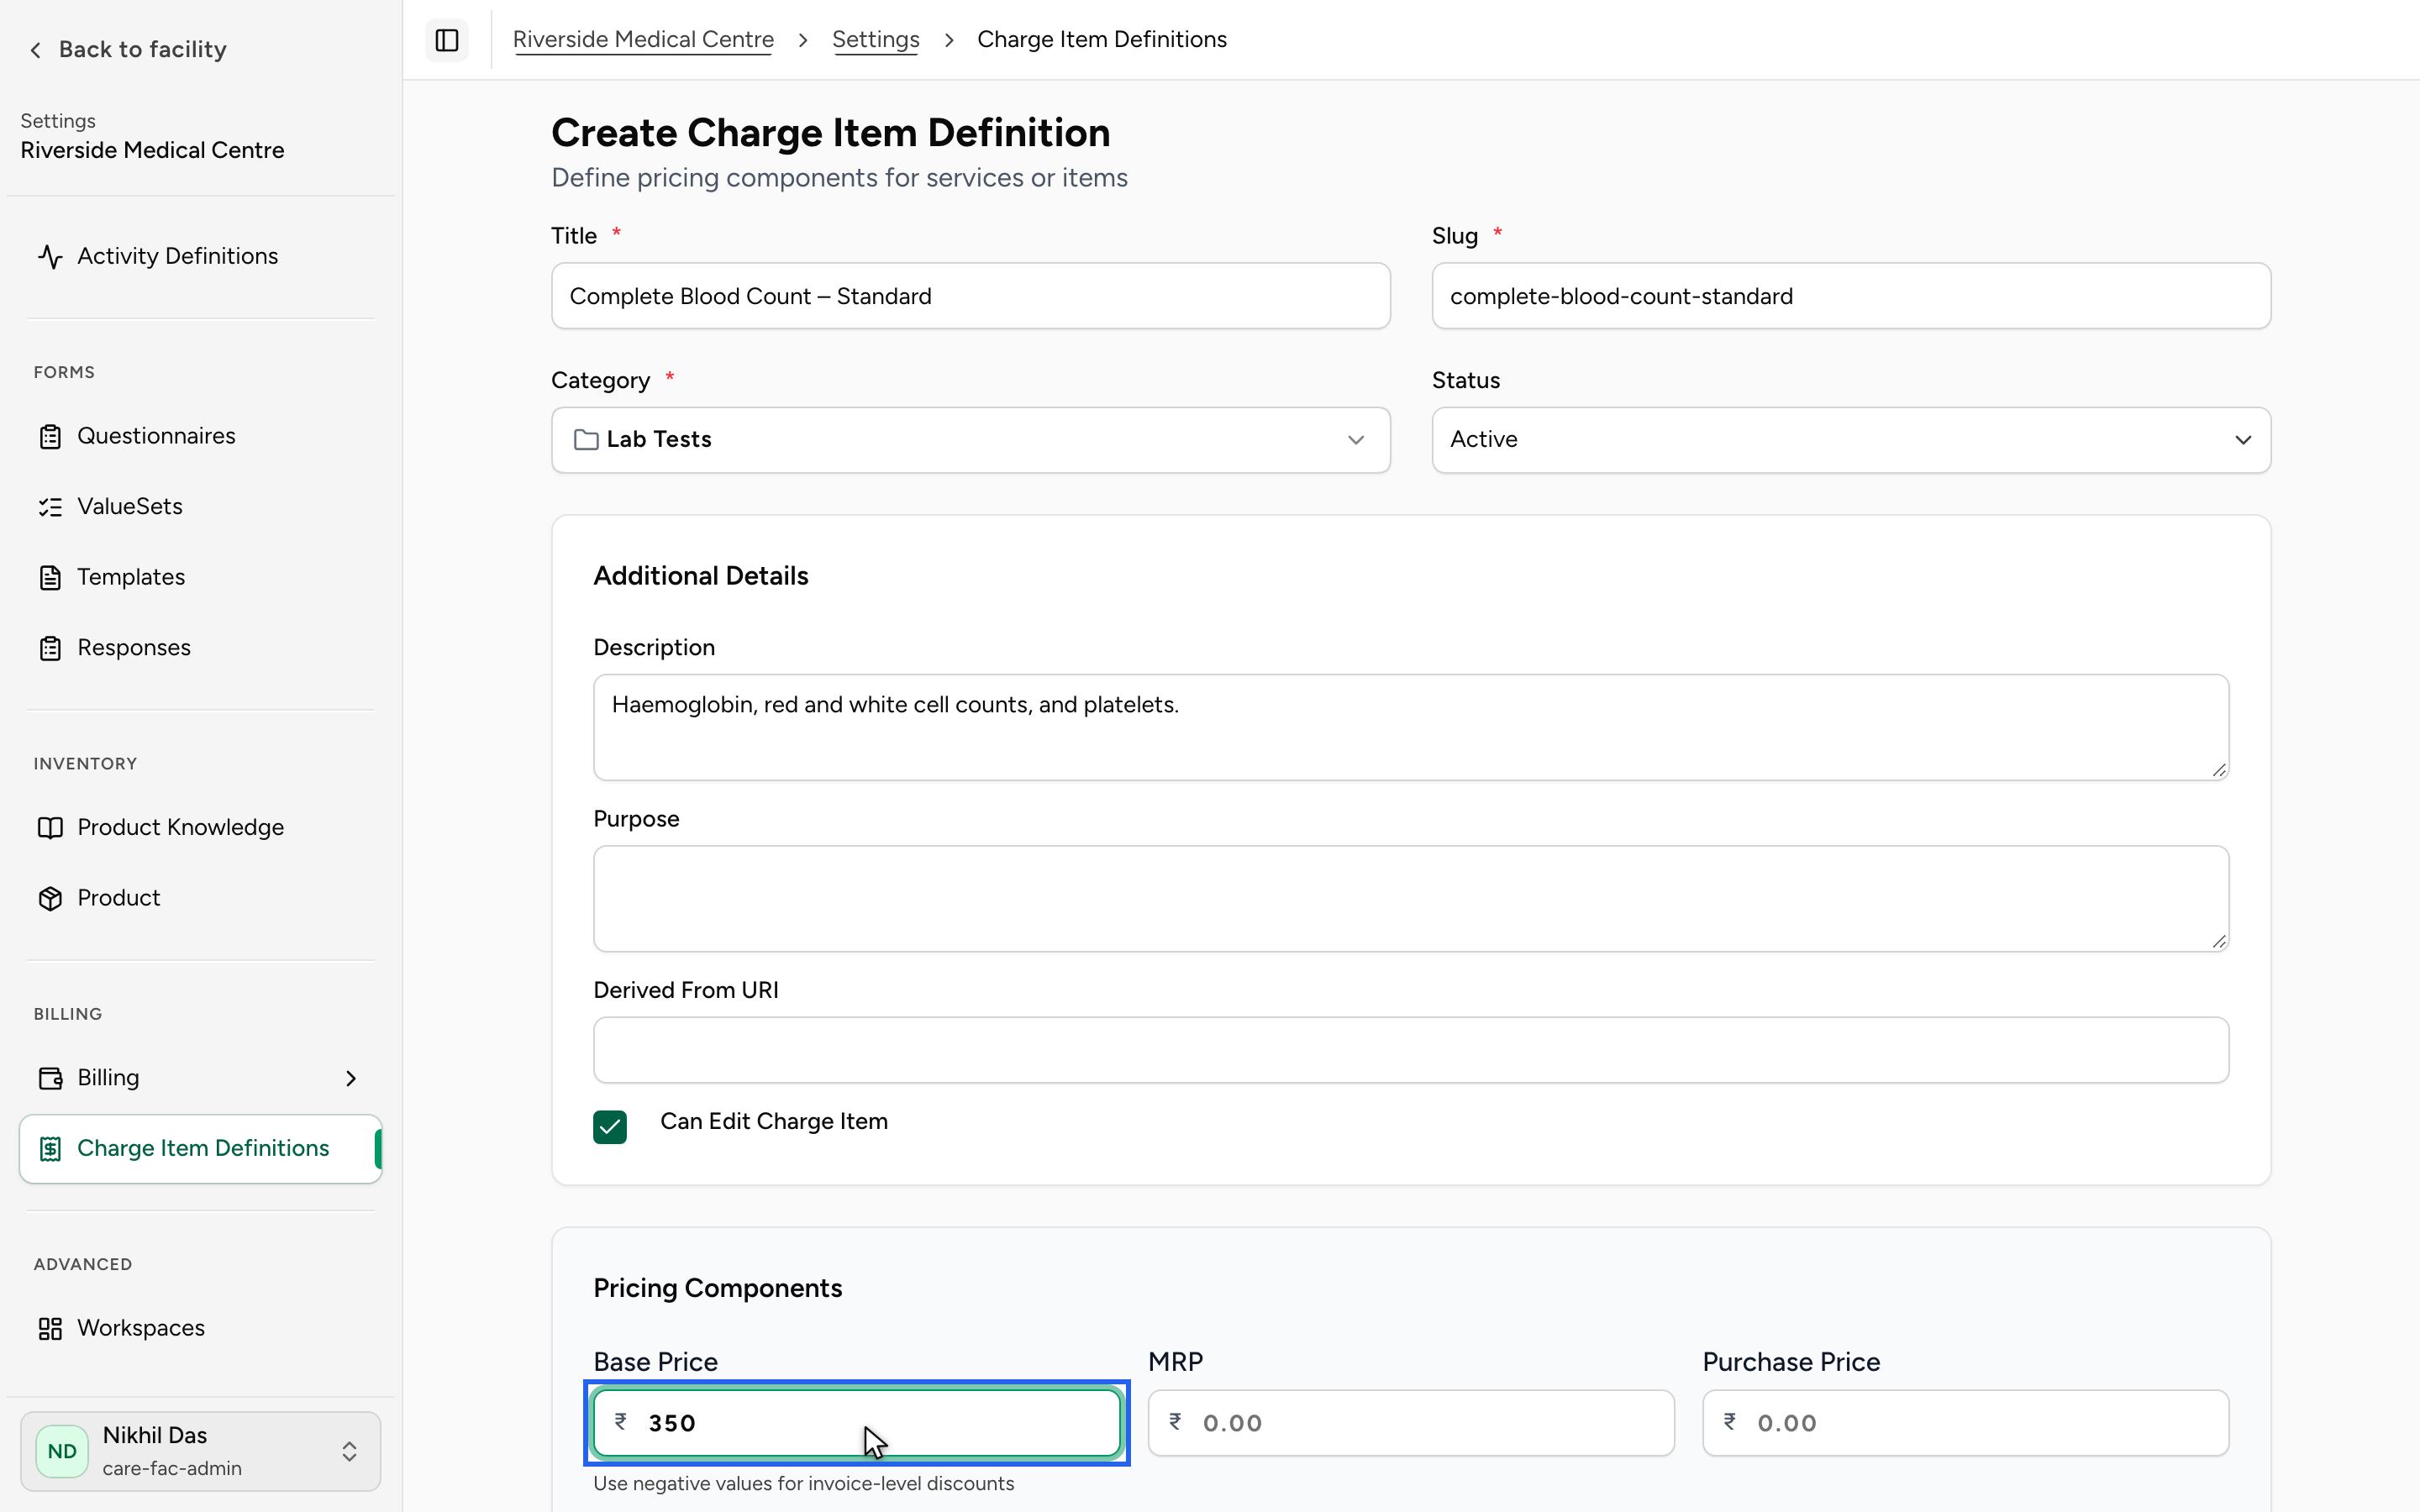 Back to facility
Settings
Riverside Medical Centre
Activity Definitions
FORMS
Questionnaires
ValueSets
Templates
Responses
INVENTORY
Product Knowledge
Product
BILLING
Billing
Charge Item Definitions
ADVANCED
Workspaces
ND
Nikhil Das
care-fac-admin
Riverside Medical Centre > Settings > Charge Item Definitions
Create Charge Item Definition
Define pricing components for services or items
Title *
Complete Blood Count – Standard
Slug *
complete-blood-count-standard
Category *
Lab Tests
Status
Active
Additional Details
Description
Haemoglobin, red and white cell counts, and platelets.
Purpose
Derived From URI
Can Edit Charge Item
Pricing Components
Base Price
₹ 350
Use negative values for invoice-level discounts
MRP
₹ 0.00
Purchase Price
₹ 0.00